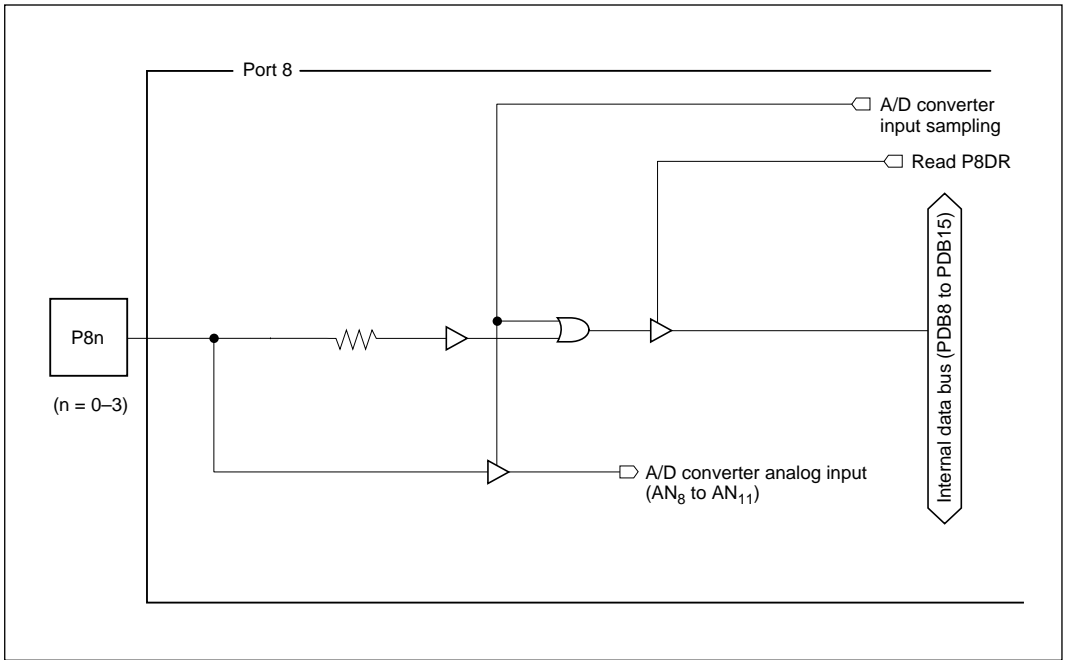 Port 8
A/D converter
input sampling
Read P8DR
Internal data bus (PDB8 to PDB15)
P8n
(n = 0–3)
A/D converter analog input
(AN8 to AN11)